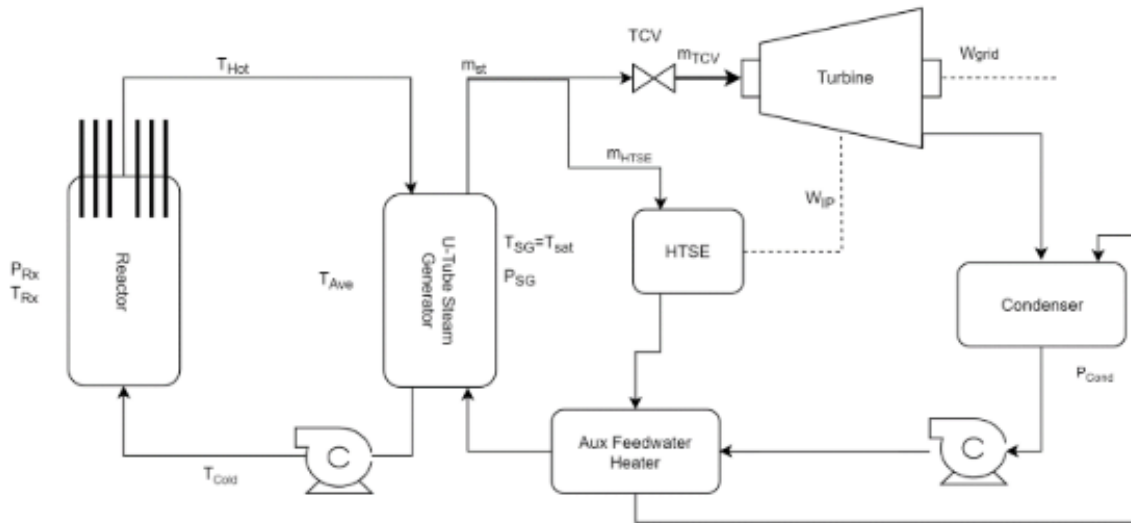 TCV
m_TCV
Turbine
W_grid
T_Hot
m_st
m_HTSE
W_IP
HTSE
Reactor
P_Rx
T_Rx
T_Ave
U-Tube Steam
Generator
T_SG=T_sat
P_SG
Condenser
P_Cond
Aux Feedwater
Heater
C
C
T_Cold